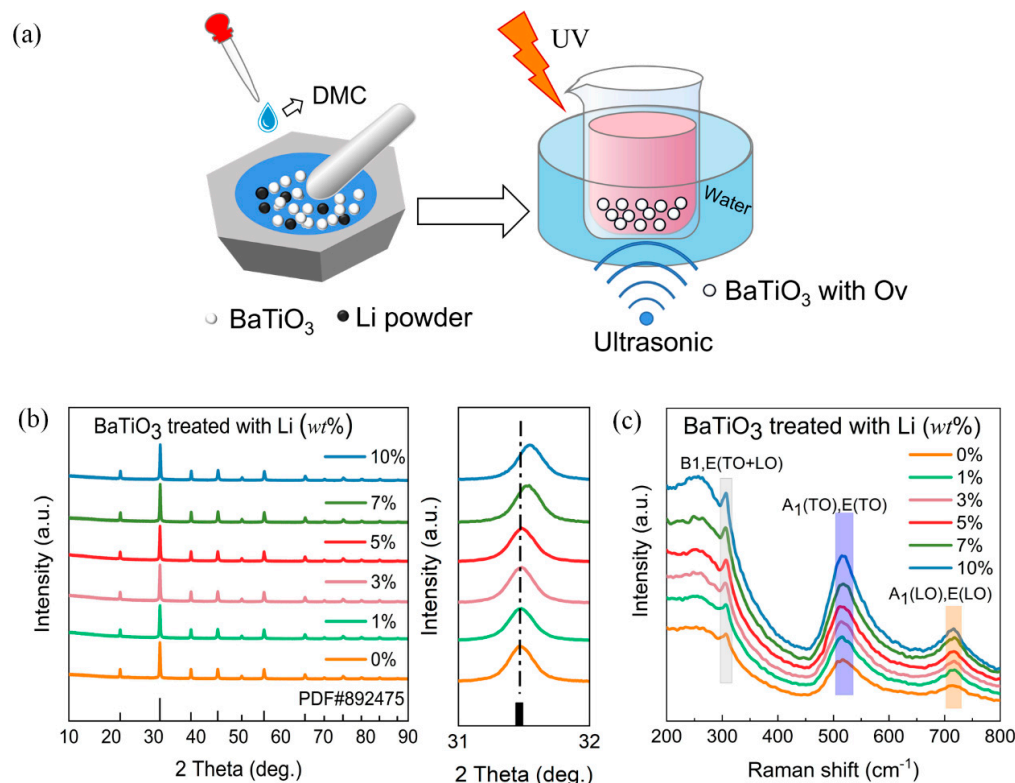 (a)
DMC
UV
Water
BaTiO₃ Li powder
BaTiO₃ with Ov
Ultrasonic
(b)
BaTiO₃ treated with Li (wt%)
10%
7%
5%
3%
1%
0%
PDF#892475
Intensity (a.u.)
10 20 30 40 50 60 70 80 90
2 Theta (deg.)
Intensity (a.u.)
31 32
2 Theta (deg.)
(c)
BaTiO₃ treated with Li (wt%)
B1,E(TO+LO)
0%
1%
3%
5%
7%
10%
A₁(TO),E(TO)
A₁(LO),E(LO)
Intensity (a.u.)
200 300 400 500 600 700 800
Raman shift (cm⁻¹)